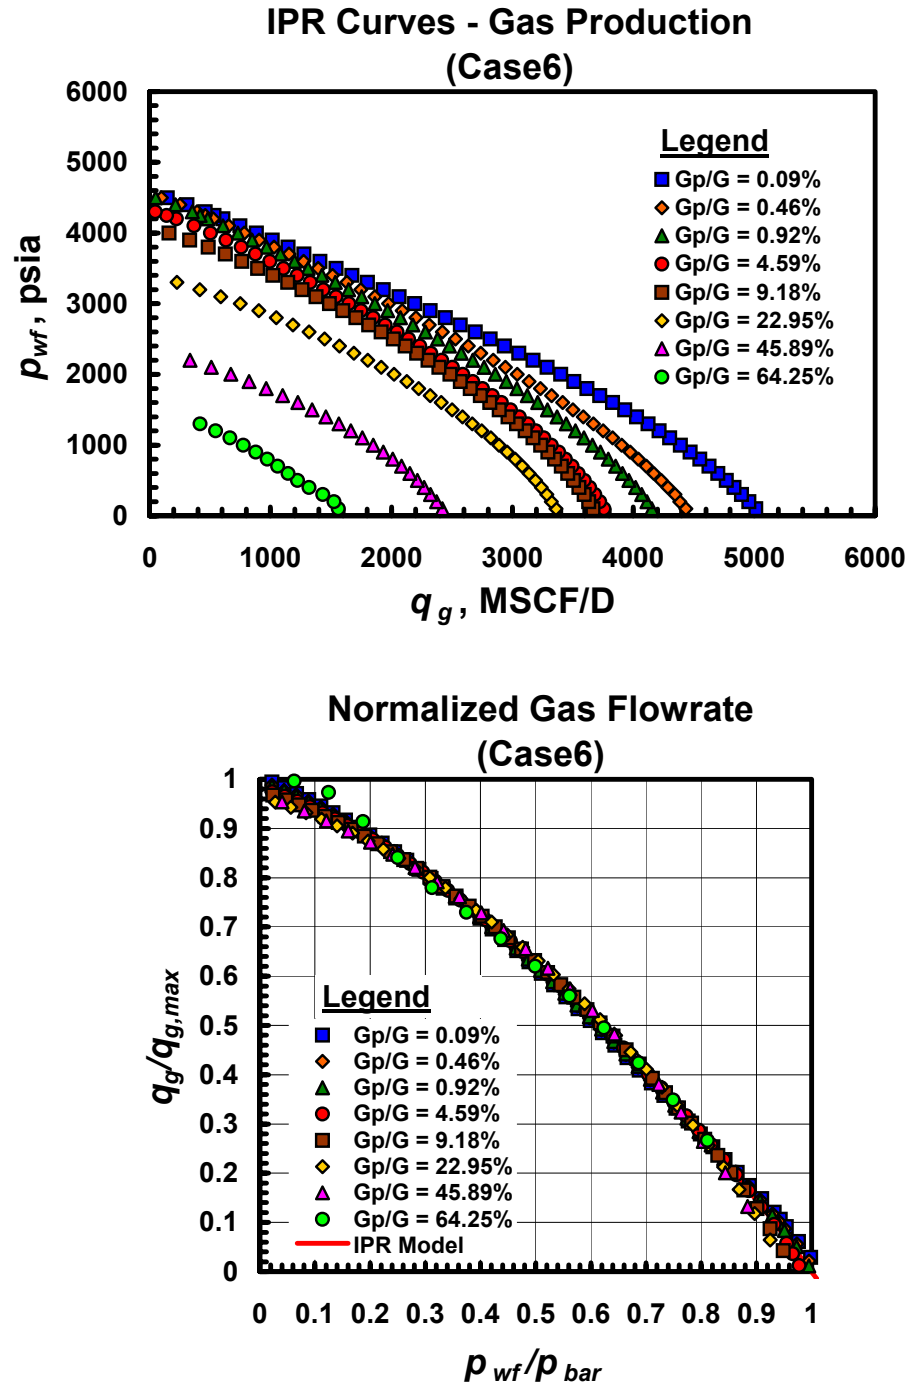 IPR Curves - Gas Production
(Case6)
6000
5000
4000
3000
2000
1000
0
p wf , psia
Legend
Gp/G = 0.09%
Gp/G = 0.46%
Gp/G = 0.92%
Gp/G = 4.59%
Gp/G = 9.18%
Gp/G = 22.95%
Gp/G = 45.89%
Gp/G = 64.25%
0 1000 2000 3000 4000 5000 6000
q g , MSCF/D
Normalized Gas Flowrate
(Case6)
1
0.9
0.8
0.7
0.6
0.5
0.4
0.3
0.2
0.1
0
q g /q g,max
Legend
Gp/G = 0.09%
Gp/G = 0.46%
Gp/G = 0.92%
Gp/G = 4.59%
Gp/G = 9.18%
Gp/G = 22.95%
Gp/G = 45.89%
Gp/G = 64.25%
IPR Model
0 0.1 0.2 0.3 0.4 0.5 0.6 0.7 0.8 0.9 1
p wf /p bar